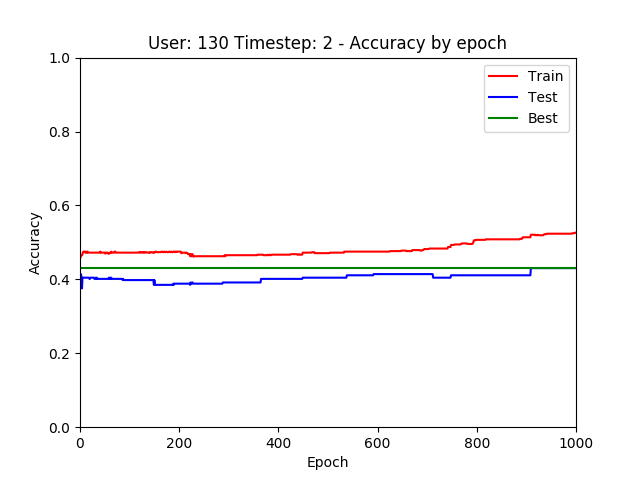 User: 130 Timestep: 2 - Accuracy by epoch
1.0
0.8
0.6
0.4
0.2
0.0
Accuracy
Train
Test
Best
0 200 400 600 800 1000
Epoch